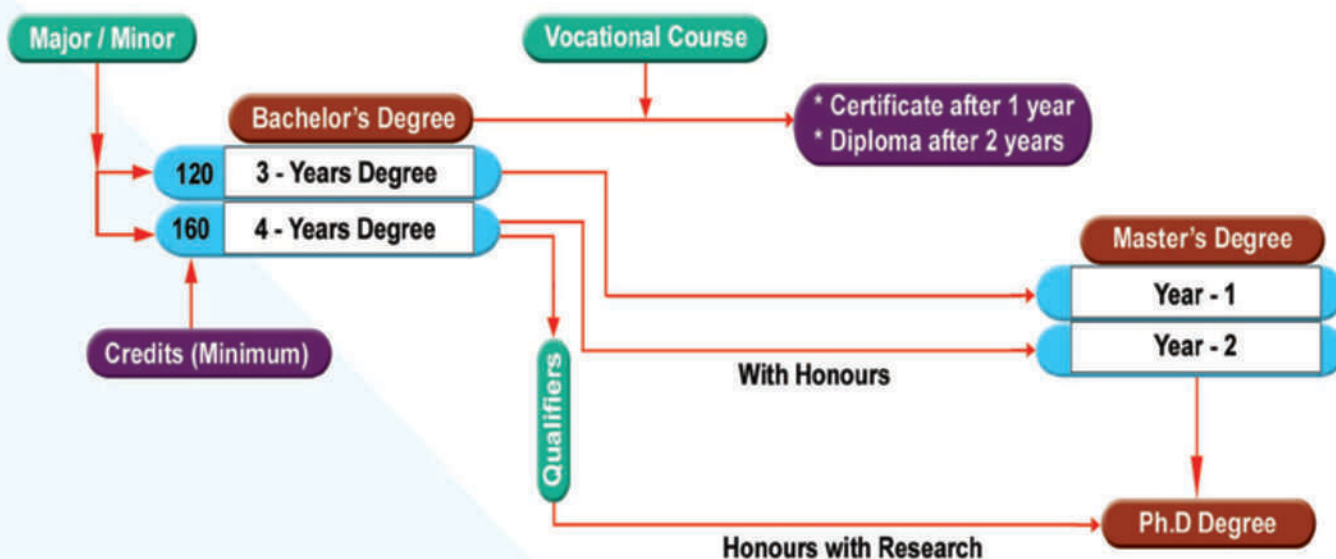 Major / Minor
Vocational Course
Bachelor's Degree
* Certificate after 1 year
* Diploma after 2 years
120 3 - Years Degree
160 4 - Years Degree
Master's Degree
Year - 1
Year - 2
Credits (Minimum)
With Honours
Qualifiers
Ph.D Degree
Honours with Research